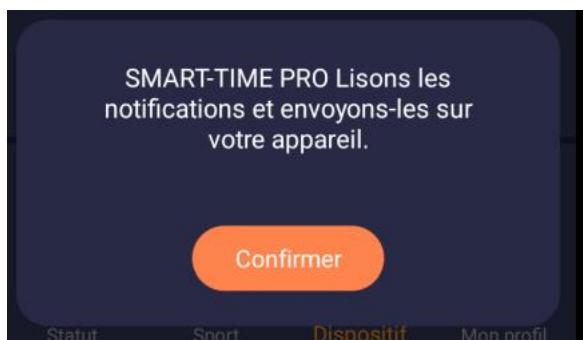 SMART-TIME PRO Lisons les
notifications et envoyons-les sur
votre appareil.
Confirmer
Statut Sport Dispositif Mon profil